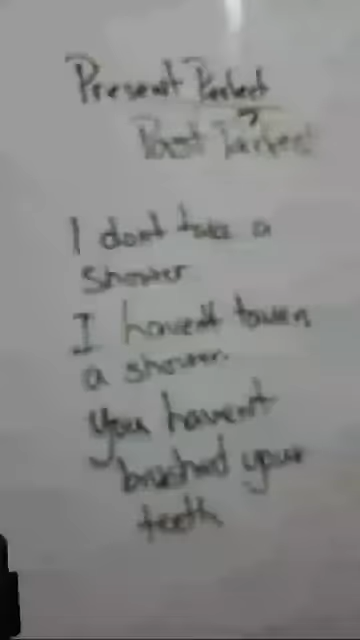 Present Perfect
Past Perfect
I don't take a
shower
I haven't taken
a shower.
you haven't
brushed your
teeth